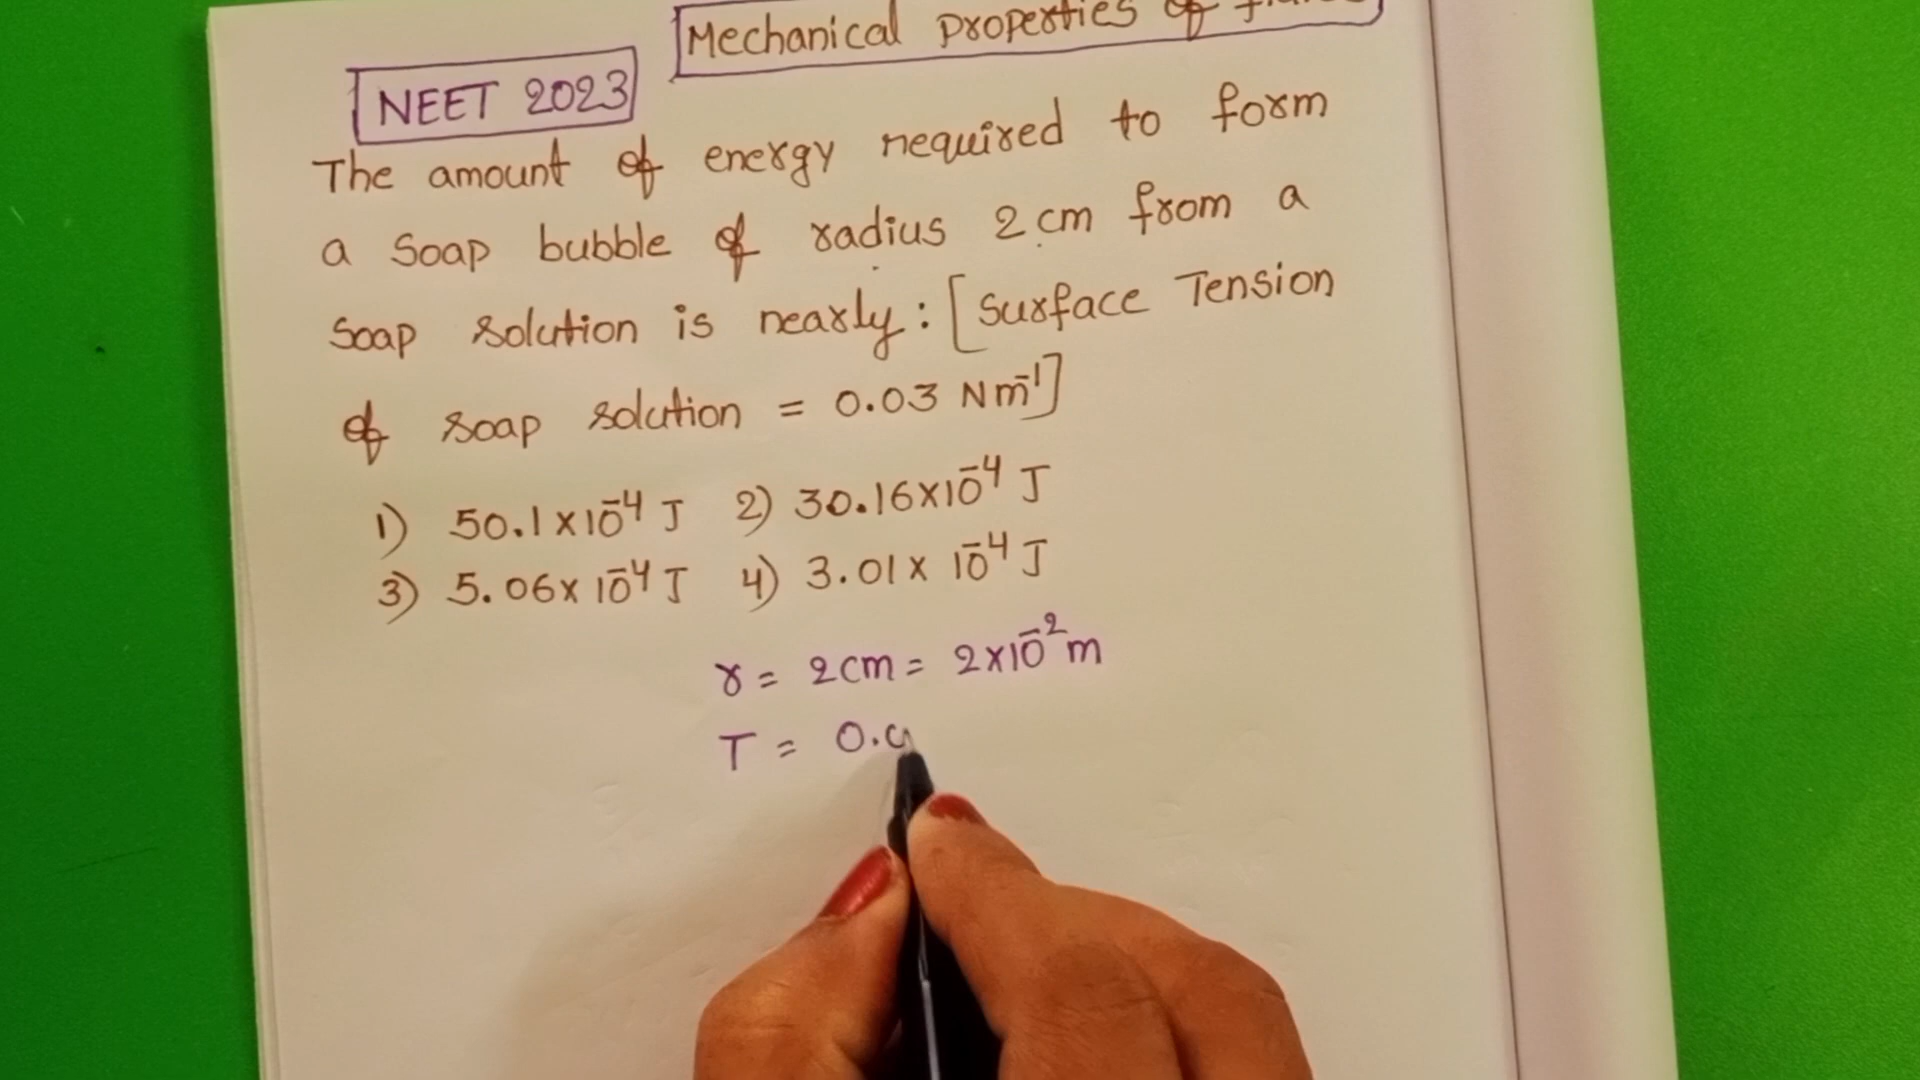 Mechanical Properties of
NEET 2023
The amount of energy required to form
a Soap bubble of radius 2 cm from a
Soap solution is nearly : [Surface Tension
of soap solution = 0.03 Nm⁻¹]
1) 50.1×10⁻⁴ J 2) 30.16×10⁻⁴ J
3) 5.06×10⁻⁴ J 4) 3.01×10⁻⁴ J
r = 2cm = 2×10⁻² m
T = 0.0